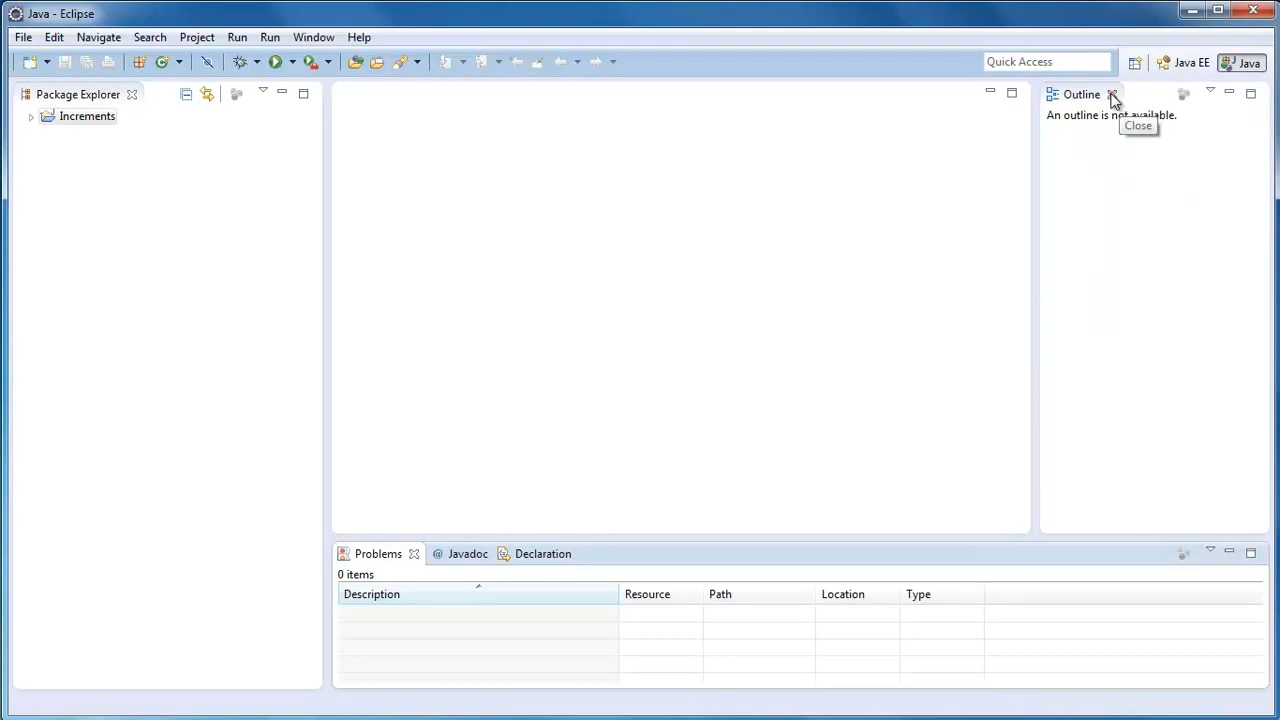 Java - Eclipse
File Edit Navigate Search Project Run Run Window Help
Quick Access
Java EE
Java
Package Explorer
Increments
Outline
An outline is not available.
Close
Problems @ Javadoc Declaration
0 items
Description Resource Path Location Type